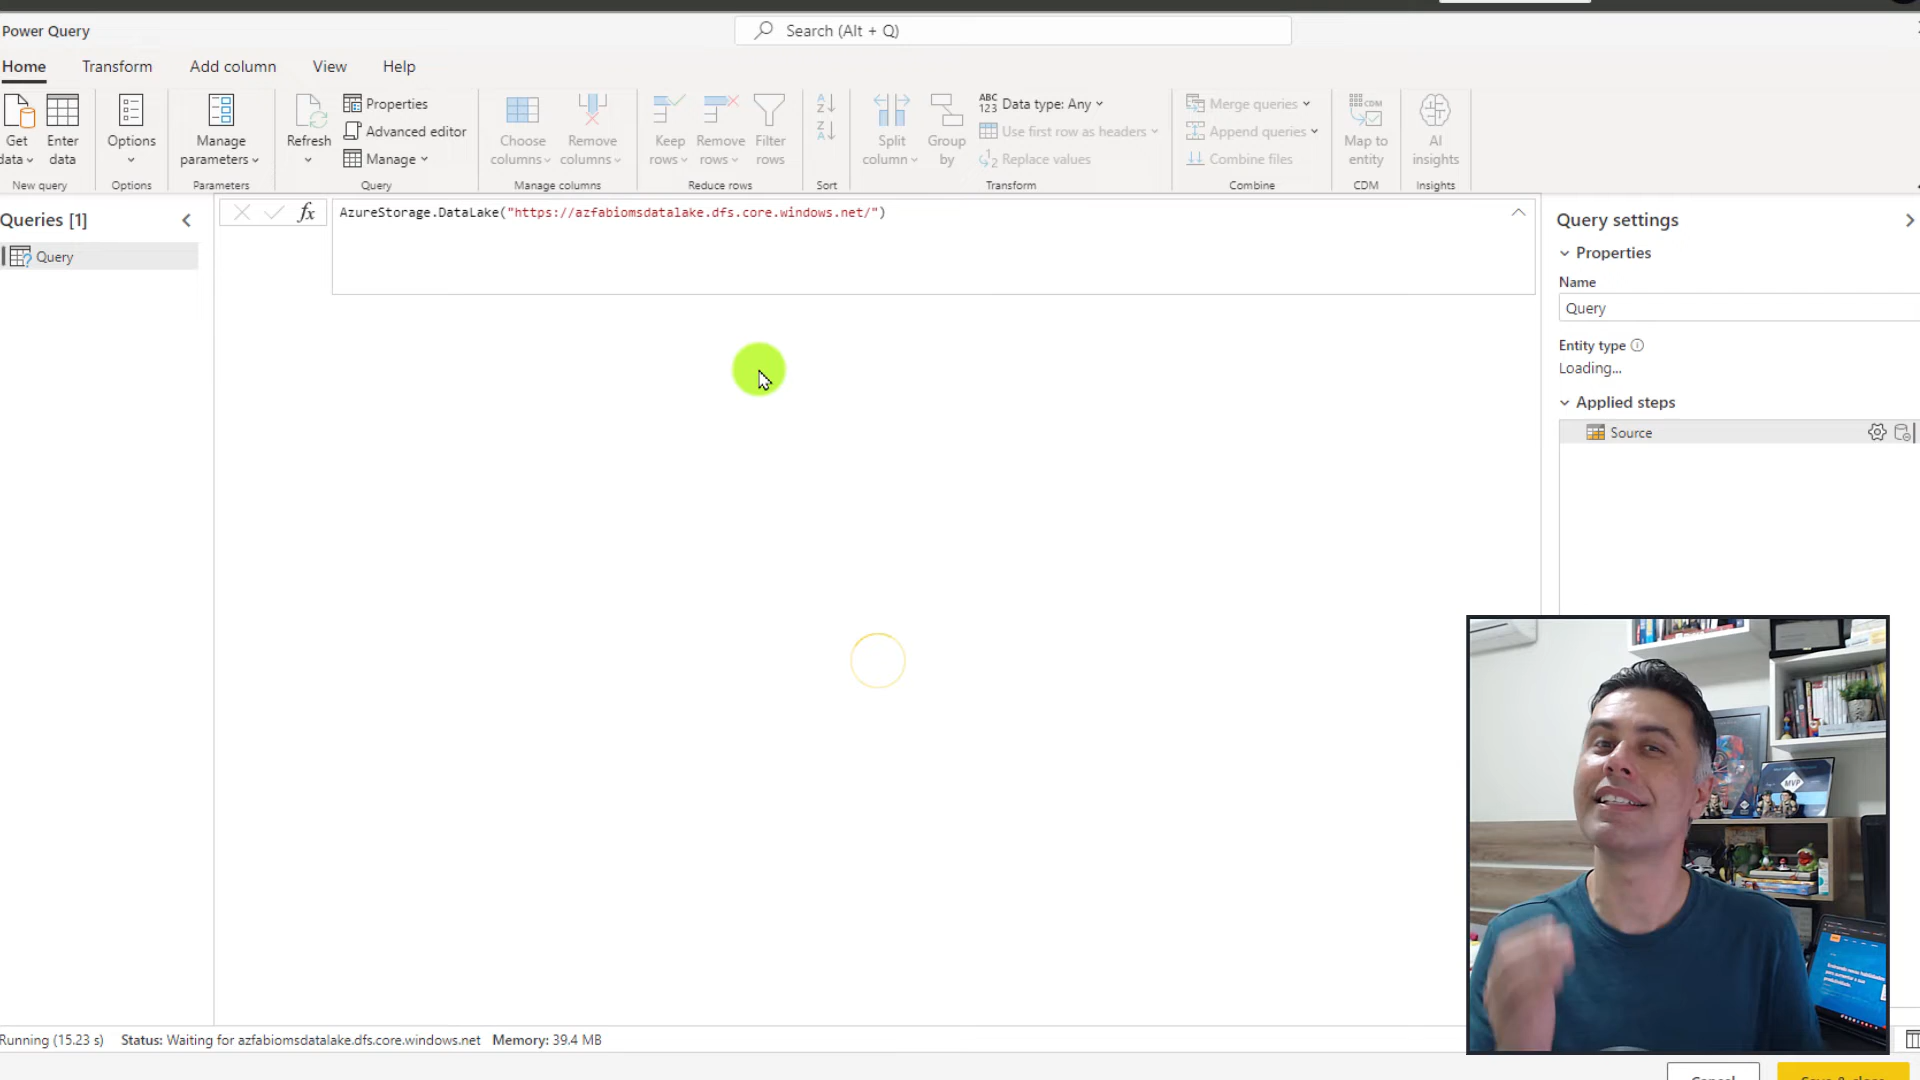 Power Query
Search (Alt + Q)
Home Transform Add column View Help
Get data
Enter data
Options
Manage parameters
Refresh
Properties
Advanced editor
Manage
Choose columns
Remove columns
Keep rows
Remove rows
Filter rows
Split column
Group by
Data type: Any
Use first row as headers
Replace values
Merge queries
Append queries
Combine files
Map to entity
AI insights
New query Options Parameters Query Manage columns Reduce rows Sort Transform Combine CDM Insights
Queries [1]
Query
fx AzureStorage.DataLake("https://azfabiomsdatalake.dfs.core.windows.net/")
Query settings
Properties
Name
Query
Entity type
Loading...
Applied steps
Source
MVP
Running (15.23 s) Status: Waiting for azfabiomsdatalake.dfs.core.windows.net Memory: 39.4 MB
Cancel Save & close